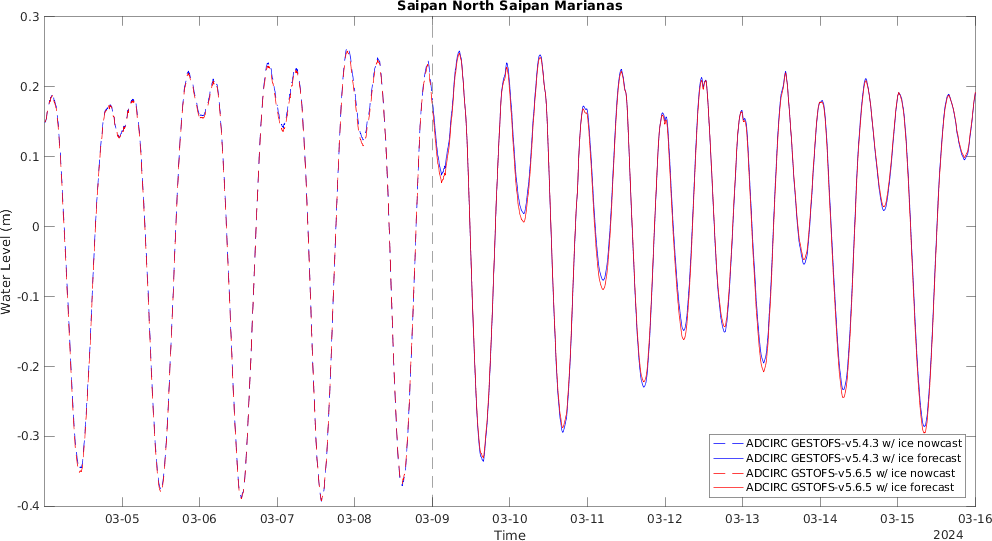 Saipan North Saipan Marianas
0.3
0.2
0.1
0
-0.1
-0.2
-0.3
-0.4
Water Level (m)
ADCIRC GESTOFS-v5.4.3 w/ ice nowcast
ADCIRC GESTOFS-v5.4.3 w/ ice forecast
ADCIRC GSTOFS-v5.6.5 w/ ice nowcast
ADCIRC GSTOFS-v5.6.5 w/ ice forecast
03-05 03-06 03-07 03-08 03-09 03-10 03-11 03-12 03-13 03-14 03-15 03-16
Time
2024